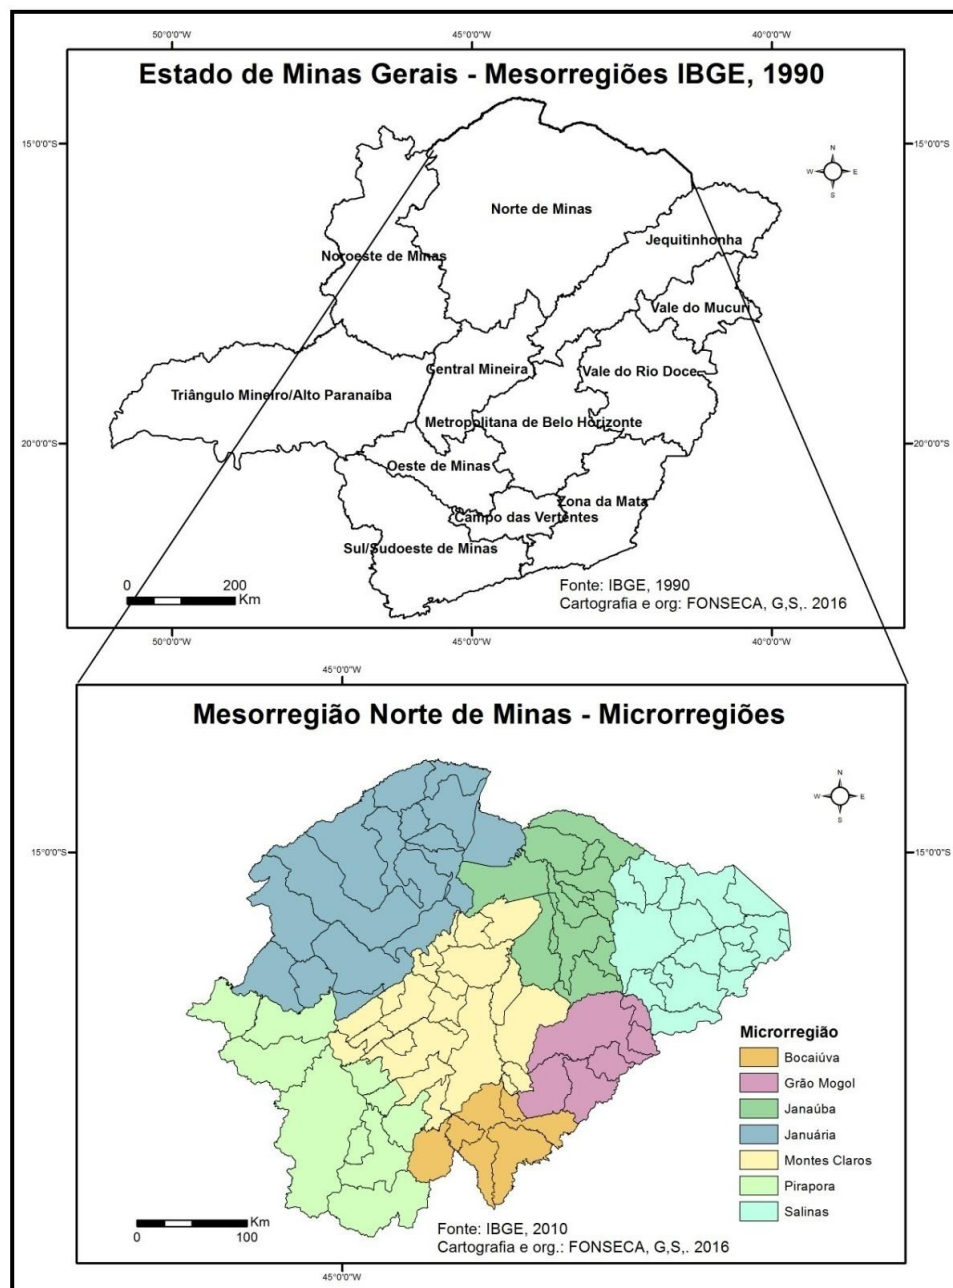 50°0'0"W 45°0'0"W 40°0'0"W
Estado de Minas Gerais - Mesorregiões IBGE, 1990
15°0'0"S
15°0'0"S
N
W E
S
Norte de Minas
Jequitinhonha
Noroeste de Minas
Vale do Mucuri
Central Mineira
Vale do Rio Doce
Triângulo Mineiro/Alto Paranaíba
Metropolitana de Belo Horizonte
20°0'0"S
20°0'0"S
Oeste de Minas
Zona da Mata
Campo das Vertentes
Sul/Sudoeste de Minas
0 200
Km
Fonte: IBGE, 1990
Cartografia e org: FONSECA, G,S,. 2016
50°0'0"W 45°0'0"W 40°0'0"W
45°0'0"W
Mesorregião Norte de Minas - Microrregiões
N
W E
S
15°0'0"S
15°0'0"S
Microrregião
Bocaiúva
Grão Mogol
Janaúba
Januária
Montes Claros
Pirapora
Salinas
Km
0 100
Fonte: IBGE, 2010
Cartografia e org.: FONSECA, G,S,. 2016
45°0'0"W